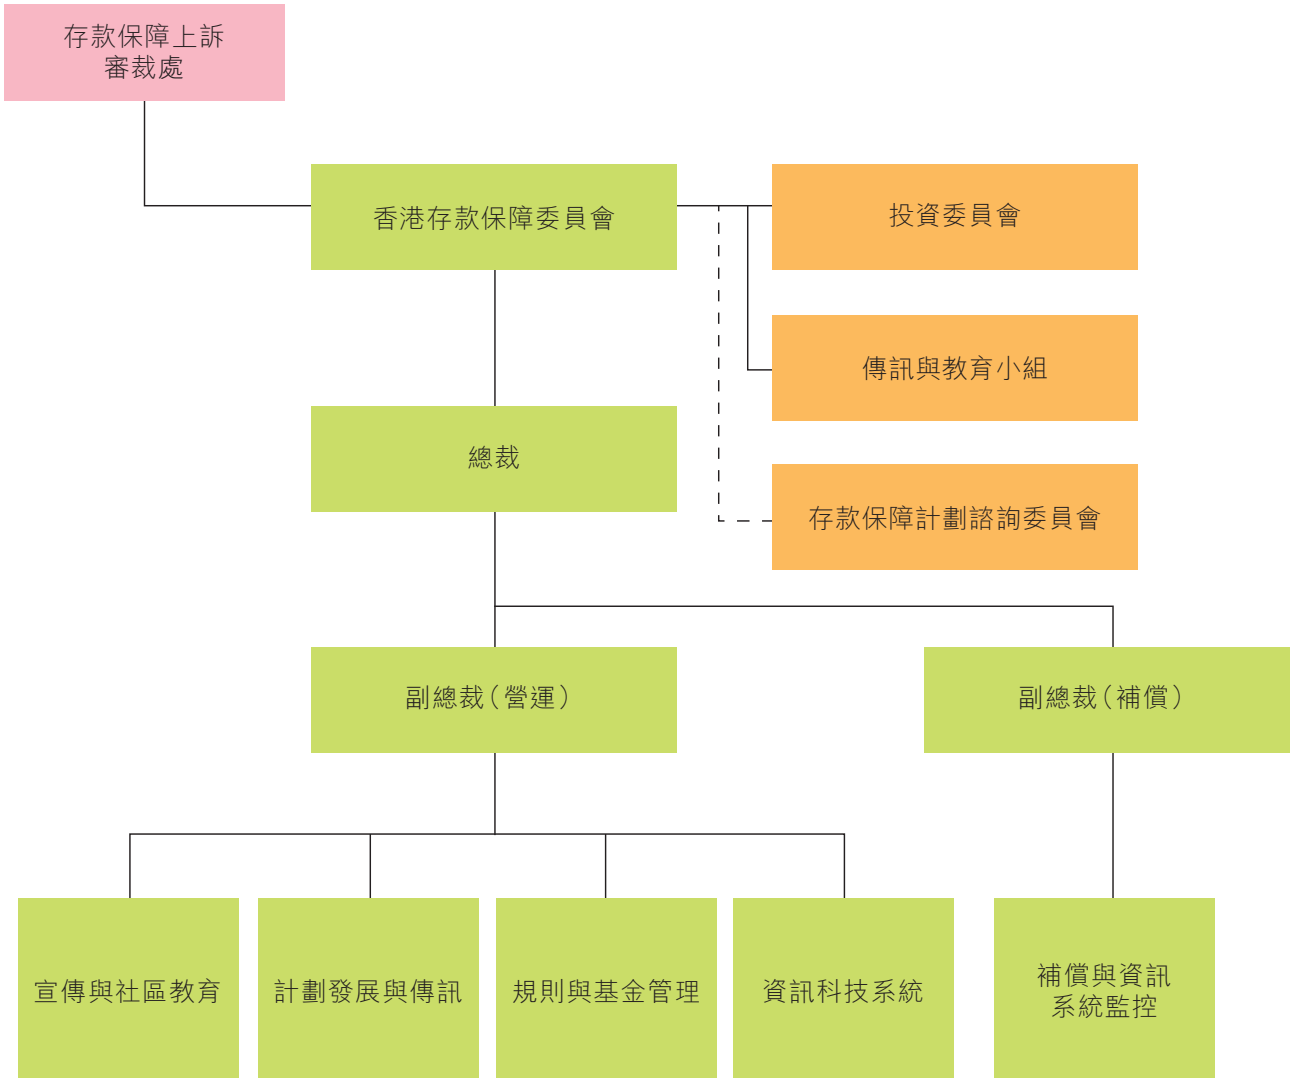 存款保障上訴
審裁處
香港存款保障委員會
投資委員會
傳訊與教育小組
總裁
存款保障計劃諮詢委員會
副總裁（營運）
副總裁（補償）
宣傳與社區教育
計劃發展與傳訊
規則與基金管理
資訊科技系統
補償與資訊
系統監控